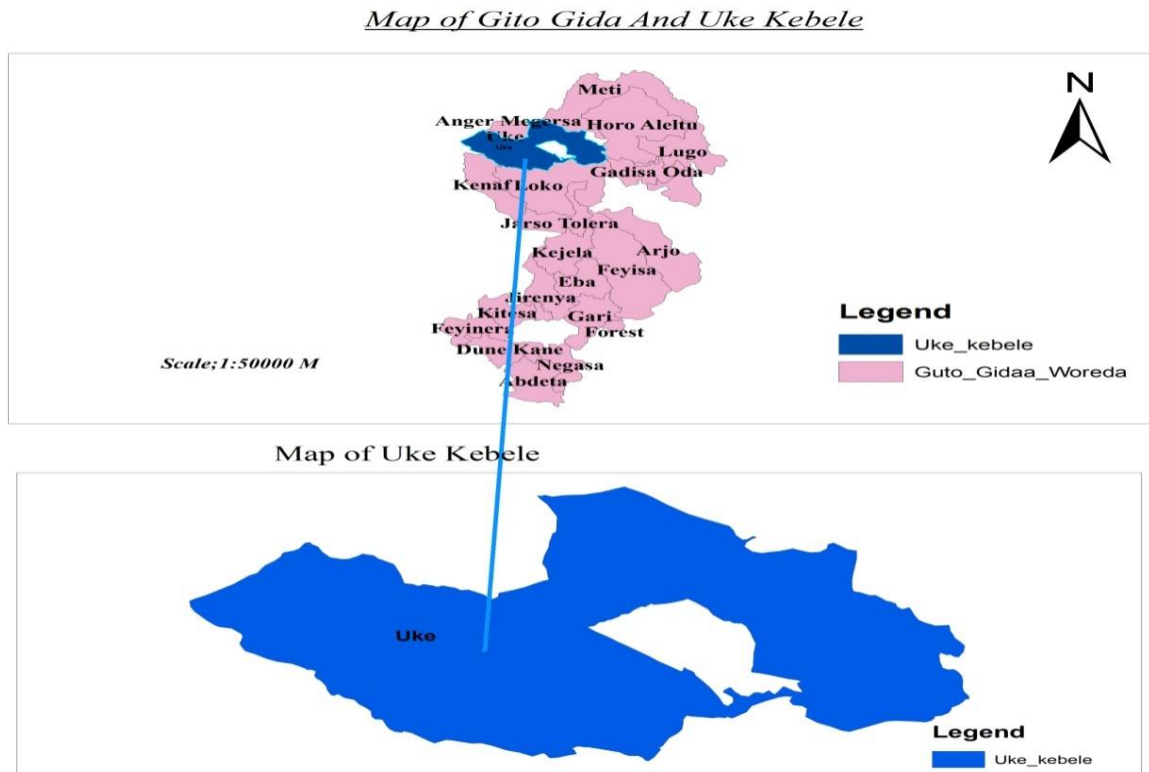 Map of Gito Gida And Uke Kebele
N
Meti
Anger Megersa
Horo Aleltu
Uke
Uke
Lugo
Gadisa Oda
Kenaf Loko
Jarso Tolera
Kejela
Arjo
Feyisa
Eba
Jirenya
Kitesa
Gari
Feyinera
Forest
Dune Kane
Negasa
Abdeta
Scale;1:50000 M
Legend
Uke_kebele
Guto_Gidaa_Woreda
Map of Uke Kebele
Uke
Legend
Uke_kebele